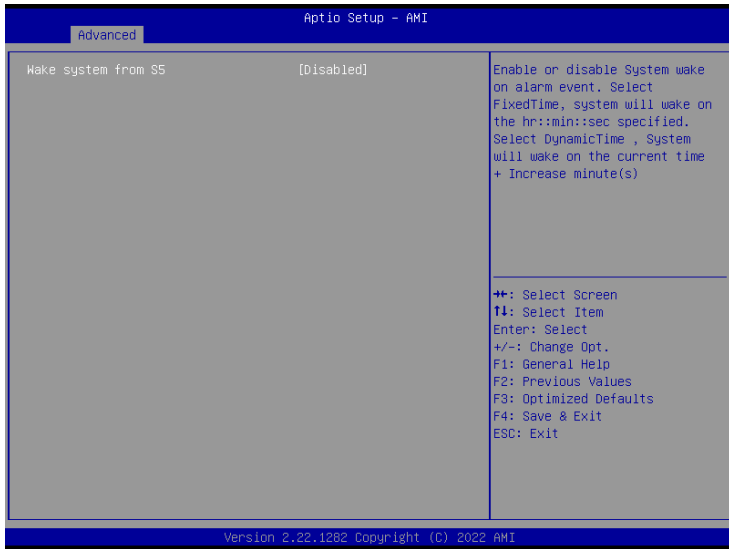 Aptio Setup - AMI
Advanced
Wake system from S5 [Disabled]
Enable or disable System wake
on alarm event. Select
FixedTime, system will wake on
the hr::min::sec specified.
Select DynamicTime , System
will wake on the current time
+ Increase minute(s)
→←: Select Screen
↑↓: Select Item
Enter: Select
+/-: Change Opt.
F1: General Help
F2: Previous Values
F3: Optimized Defaults
F4: Save & Exit
ESC: Exit
Version 2.22.1282 Copyright (C) 2022 AMI